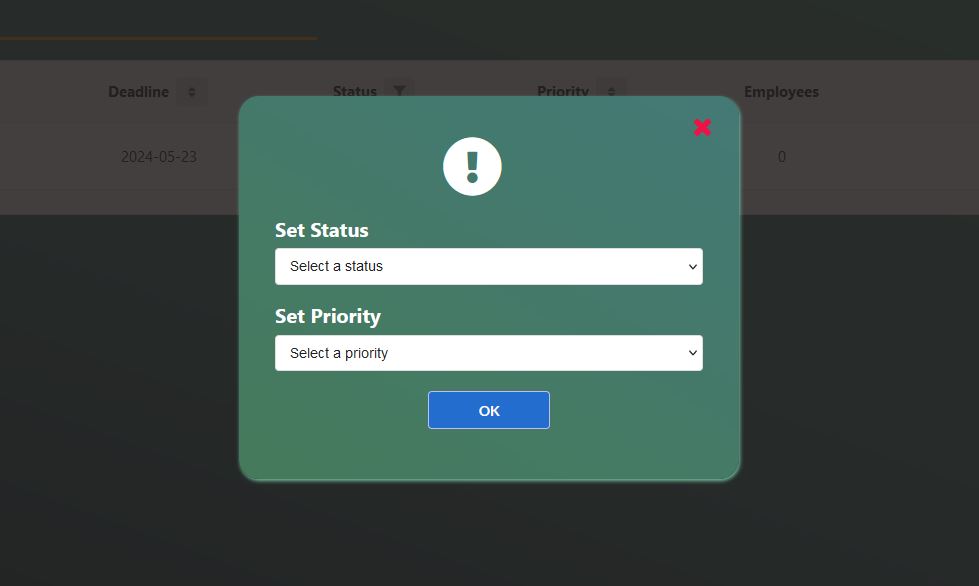 Deadline Status Priority Employees
2024-05-23 0
Set Status
Select a status
Set Priority
Select a priority
OK